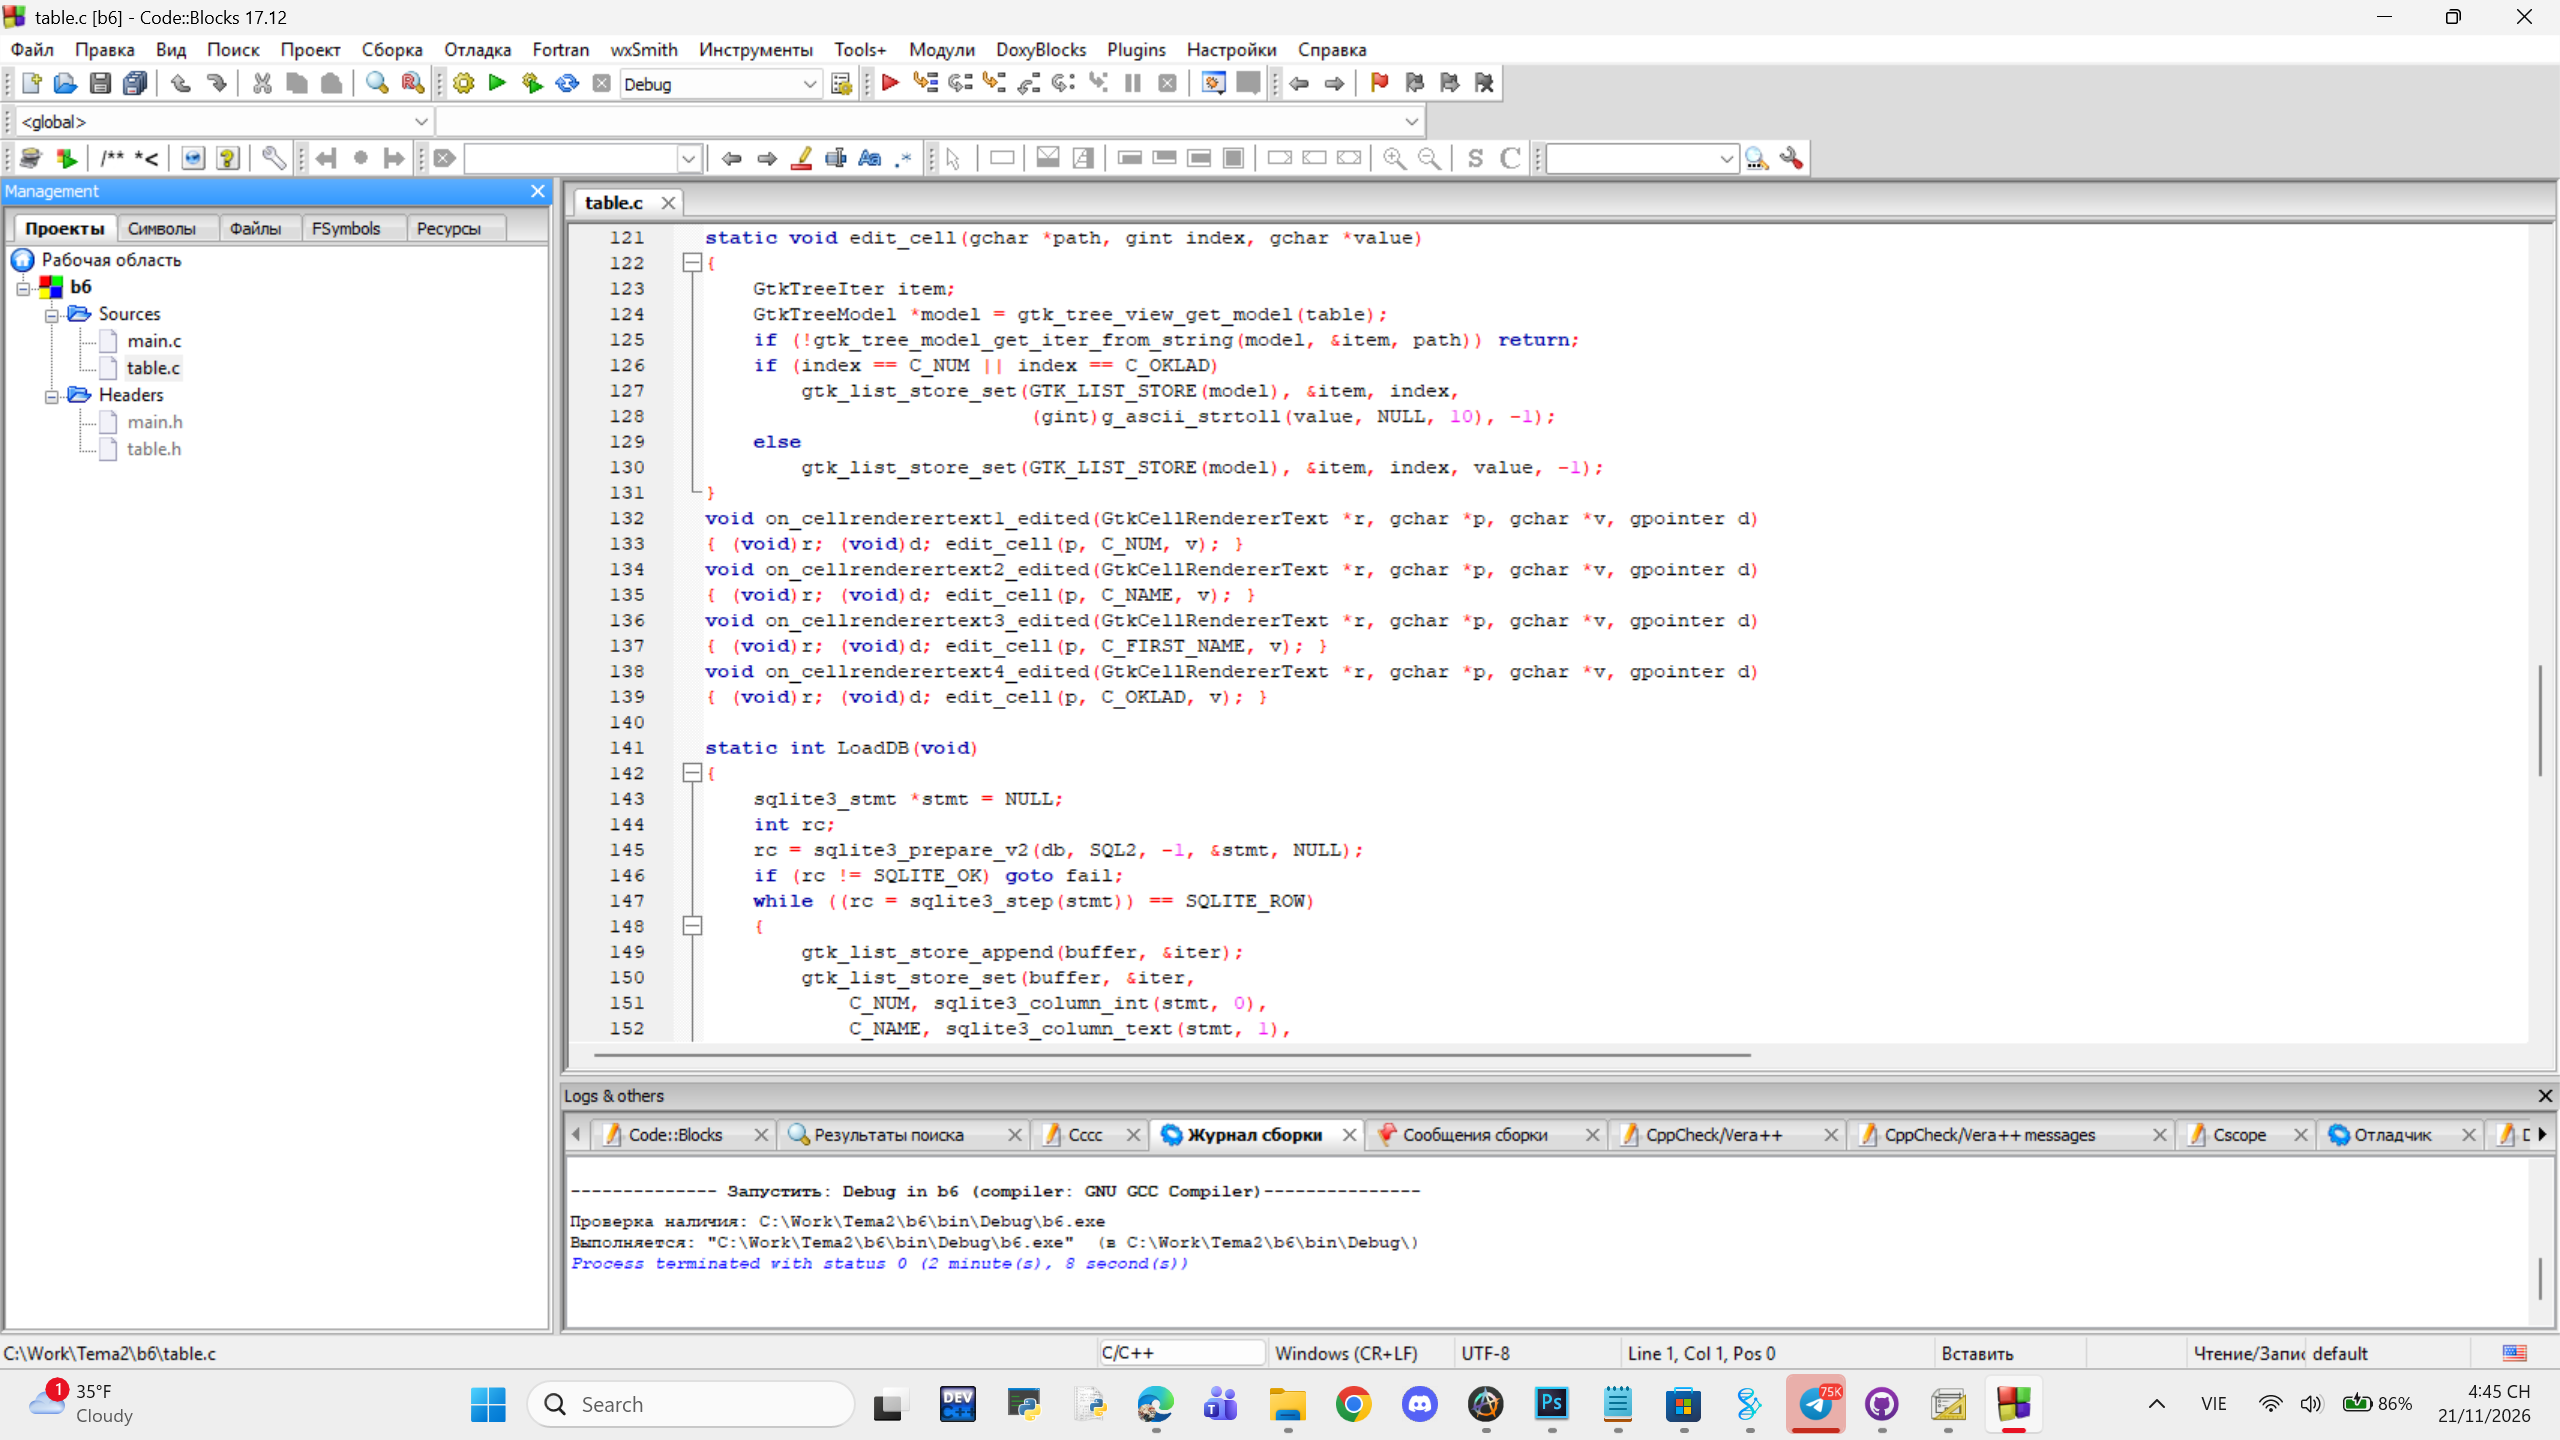 table.c [b6] - Code::Blocks 17.12
Файл Правка Вид Поиск Проект Сборка Отладка Fortran wxSmith Инструменты Tools+ Модули DoxyBlocks Plugins Настройки Справка
Debug
<global>
/** *<
S C
Management
Проекты Символы Файлы FSymbols Ресурсы
Рабочая область
b6
Sources
main.c
table.c
Headers
main.h
table.h
table.c
121 static void edit_cell(gchar *path, gint index, gchar *value)
122 {
123 GtkTreeIter item;
124 GtkTreeModel *model = gtk_tree_view_get_model(table);
125 if (!gtk_tree_model_get_iter_from_string(model, &item, path)) return;
126 if (index == C_NUM || index == C_OKLAD)
127 gtk_list_store_set(GTK_LIST_STORE(model), &item, index,
128 (gint)g_ascii_strtoll(value, NULL, 10), -1);
129 else
130 gtk_list_store_set(GTK_LIST_STORE(model), &item, index, value, -1);
131 }
132 void on_cellrenderertext1_edited(GtkCellRendererText *r, gchar *p, gchar *v, gpointer d)
133 { (void)r; (void)d; edit_cell(p, C_NUM, v); }
134 void on_cellrenderertext2_edited(GtkCellRendererText *r, gchar *p, gchar *v, gpointer d)
135 { (void)r; (void)d; edit_cell(p, C_NAME, v); }
136 void on_cellrenderertext3_edited(GtkCellRendererText *r, gchar *p, gchar *v, gpointer d)
137 { (void)r; (void)d; edit_cell(p, C_FIRST_NAME, v); }
138 void on_cellrenderertext4_edited(GtkCellRendererText *r, gchar *p, gchar *v, gpointer d)
139 { (void)r; (void)d; edit_cell(p, C_OKLAD, v); }
140
141 static int LoadDB(void)
142 {
143 sqlite3_stmt *stmt = NULL;
144 int rc;
145 rc = sqlite3_prepare_v2(db, SQL2, -1, &stmt, NULL);
146 if (rc != SQLITE_OK) goto fail;
147 while ((rc = sqlite3_step(stmt)) == SQLITE_ROW)
148 {
149 gtk_list_store_append(buffer, &iter);
150 gtk_list_store_set(buffer, &iter,
151 C_NUM, sqlite3_column_int(stmt, 0),
152 C_NAME, sqlite3_column_text(stmt, 1),
Logs & others
Code::Blocks Результаты поиска Cccc Журнал сборки Сообщения сборки CppCheck/Vera++ CppCheck/Vera++ messages Cscope Отладчик
-------------- Запустить: Debug in b6 (compiler: GNU GCC Compiler)---------------
Проверка наличия: C:\Work\Tema2\b6\bin\Debug\b6.exe
Выполняется: "C:\Work\Tema2\b6\bin\Debug\b6.exe" (в C:\Work\Tema2\b6\bin\Debug\)
Process terminated with status 0 (2 minute(s), 8 second(s))
C:\Work\Tema2\b6\table.c C/C++ Windows (CR+LF) UTF-8 Line 1, Col 1, Pos 0 Вставить Чтение/Запис default
1 35°F
Cloudy
Search
DEV C++
Ps
75K
VIE
86%
4:45 CH
21/11/2026